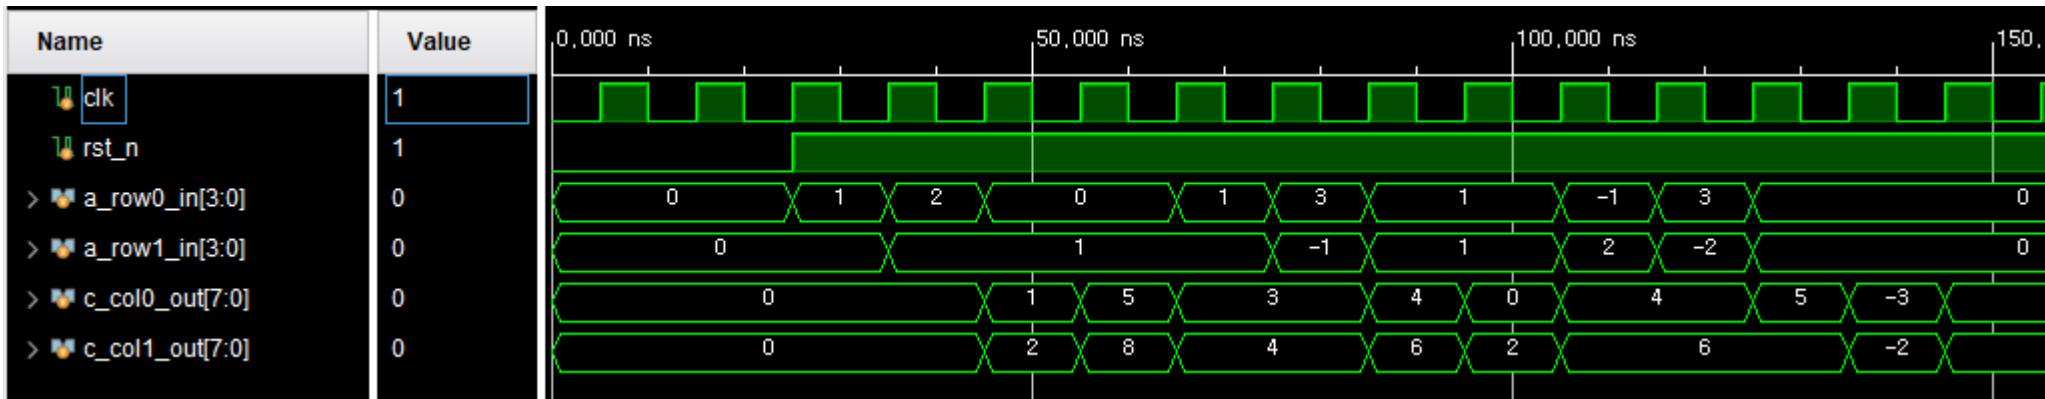 Name Value 0,000 ns 50,000 ns 100,000 ns 150,
clk 1
rst_n 1
> a_row0_in[3:0] 0 0 1 2 0 1 3 1 -1 3 0
> a_row1_in[3:0] 0 0 1 -1 1 2 -2 0
> c_col0_out[7:0] 0 0 1 5 3 4 0 4 5 -3
> c_col1_out[7:0] 0 0 2 8 4 6 2 6 -2